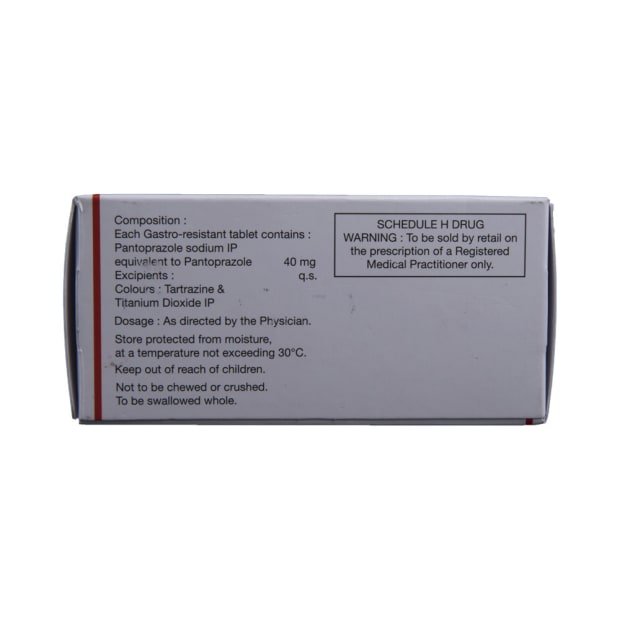 Composition :
Each Gastro-resistant tablet contains :
Pantoprazole sodium IP
equivalent to Pantoprazole 40 mg
Excipients : q.s.
Colours : Tartrazine &
Titanium Dioxide IP
Dosage : As directed by the Physician.
Store protected from moisture,
at a temperature not exceeding 30°C.
Keep out of reach of children.
Not to be chewed or crushed.
To be swallowed whole.
SCHEDULE H DRUG
WARNING : To be sold by retail on
the prescription of a Registered
Medical Practitioner only.